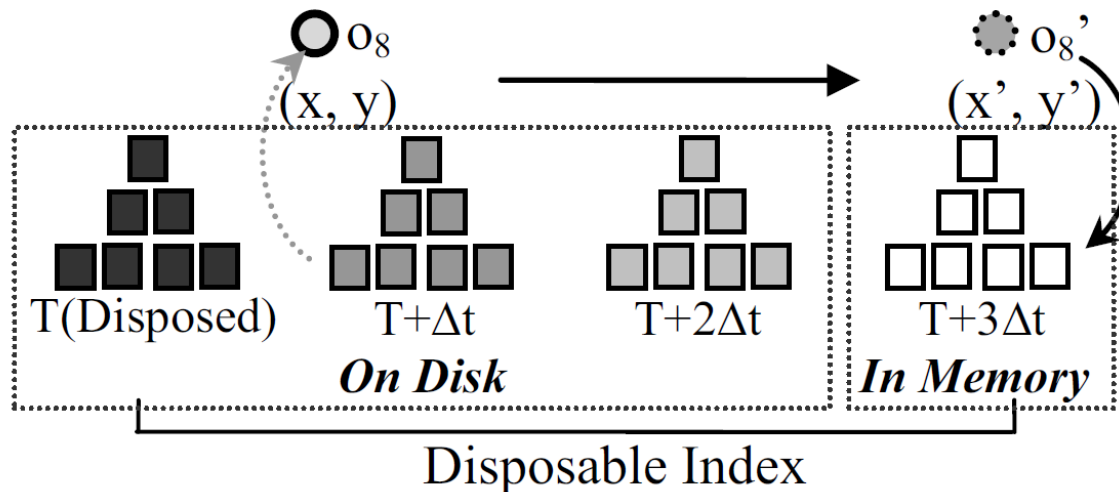 o₈ o₈’
(x, y) (x’, y’)
T(Disposed) T+Δt T+2Δt T+3Δt
On Disk In Memory
Disposable Index